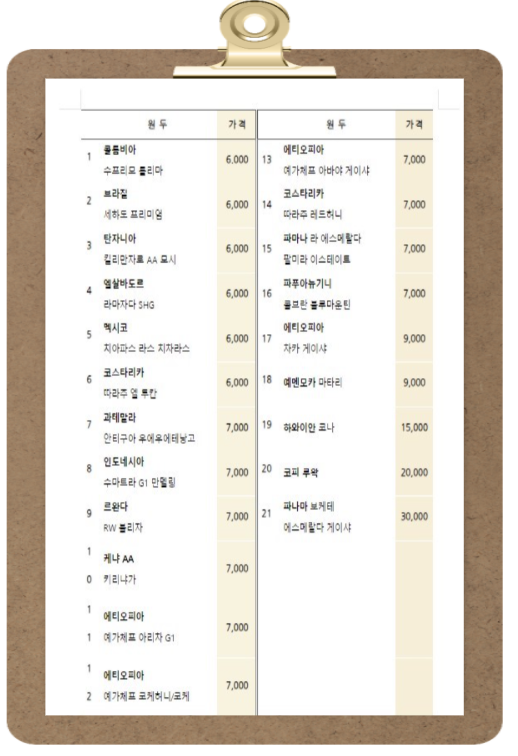 원 두 가 격
1 콜롬비아 6,000
수프리모 톨리마
2 브라질 6,000
세하도 프리미엄
3 탄자니아 6,000
킬리만자로 AA 모시
4 엘살바도르 6,000
라마자다 SHG
5 멕시코 6,000
치아파스 라스 치차라스
6 코스타리카 6,000
따라주 엘 투칸
7 과테말라 7,000
안티구아 우에우에테낭고
8 인도네시아 7,000
수마트라 G1 만델링
9 르완다 7,000
RW 볼리자
10 케냐 AA 7,000
키리냐가
11 에티오피아 7,000
예가체프 아리차 G1
12 에티오피아 7,000
예가체프 코케허니/코케
원 두 가 격
13 에티오피아 7,000
예가체프 아바야 게이샤
14 코스타리카 7,000
따라주 레드허니
15 파마나 라 에스메랄다 7,000
팔미라 이스테이트
16 파푸아뉴기니 7,000
콜브란 블루마운틴
17 에티오피아 9,000
자카 게이샤
18 예멘모카 마타리 9,000
19 하와이안 코나 15,000
20 코피 루왁 20,000
21 파나마 보케테 30,000
에스메랄다 게이샤